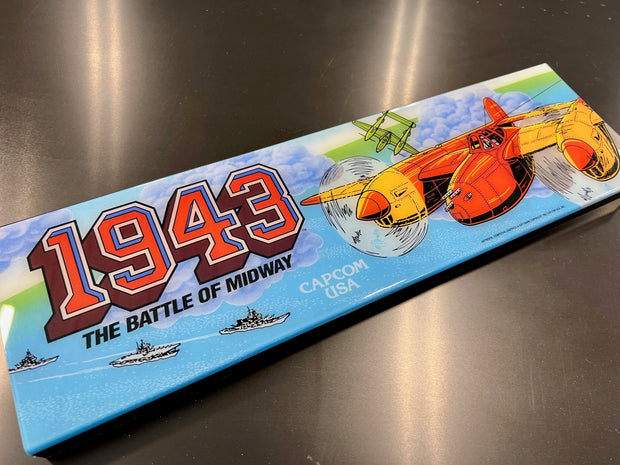 1943
THE BATTLE OF MIDWAY
CAPCOM
USA